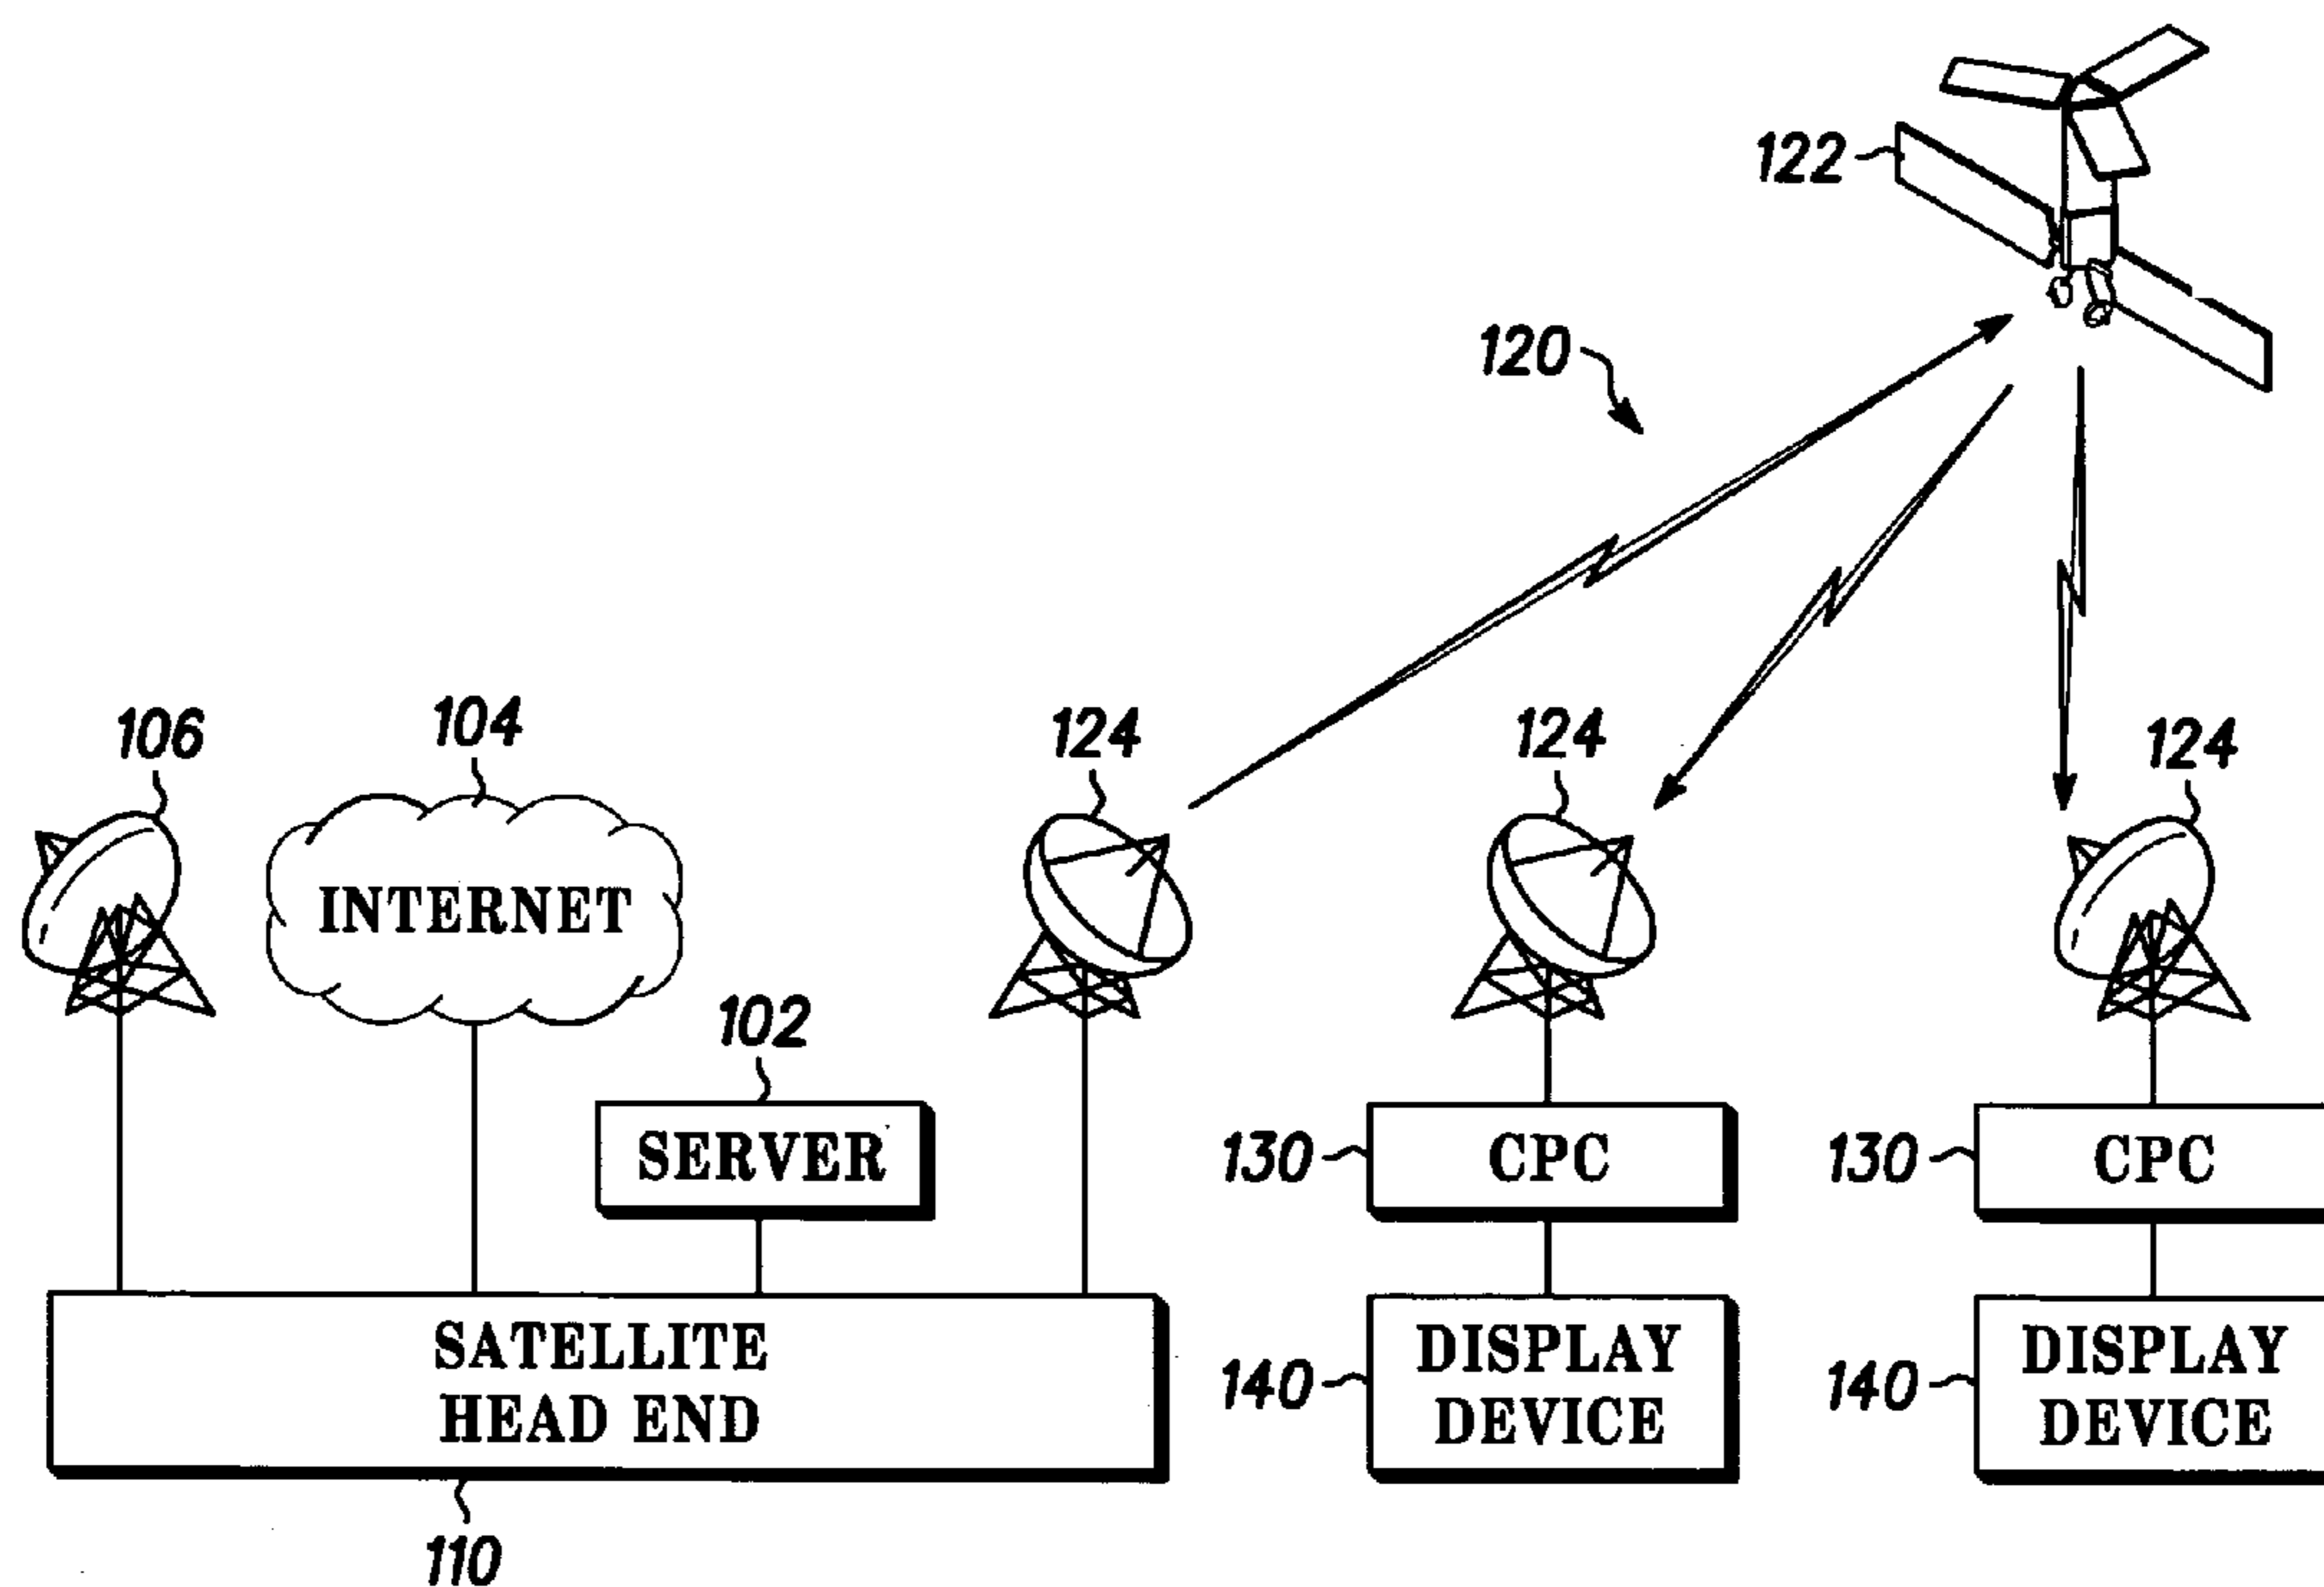 122
120
106
104
124
124
124
INTERNET
102
SERVER
130
CPC
130
CPC
SATELLITE
HEAD END
140
DISPLAY
DEVICE
140
DISPLAY
DEVICE
110